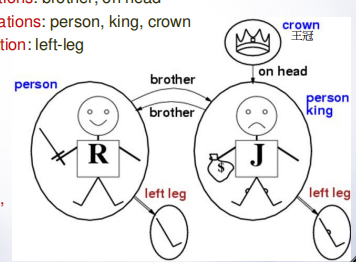 brother, on head
ations: person, king, crown
tion: left-leg
crown
王冠
on head
person
brother
person
king
brother
R
J
$
left leg
left leg